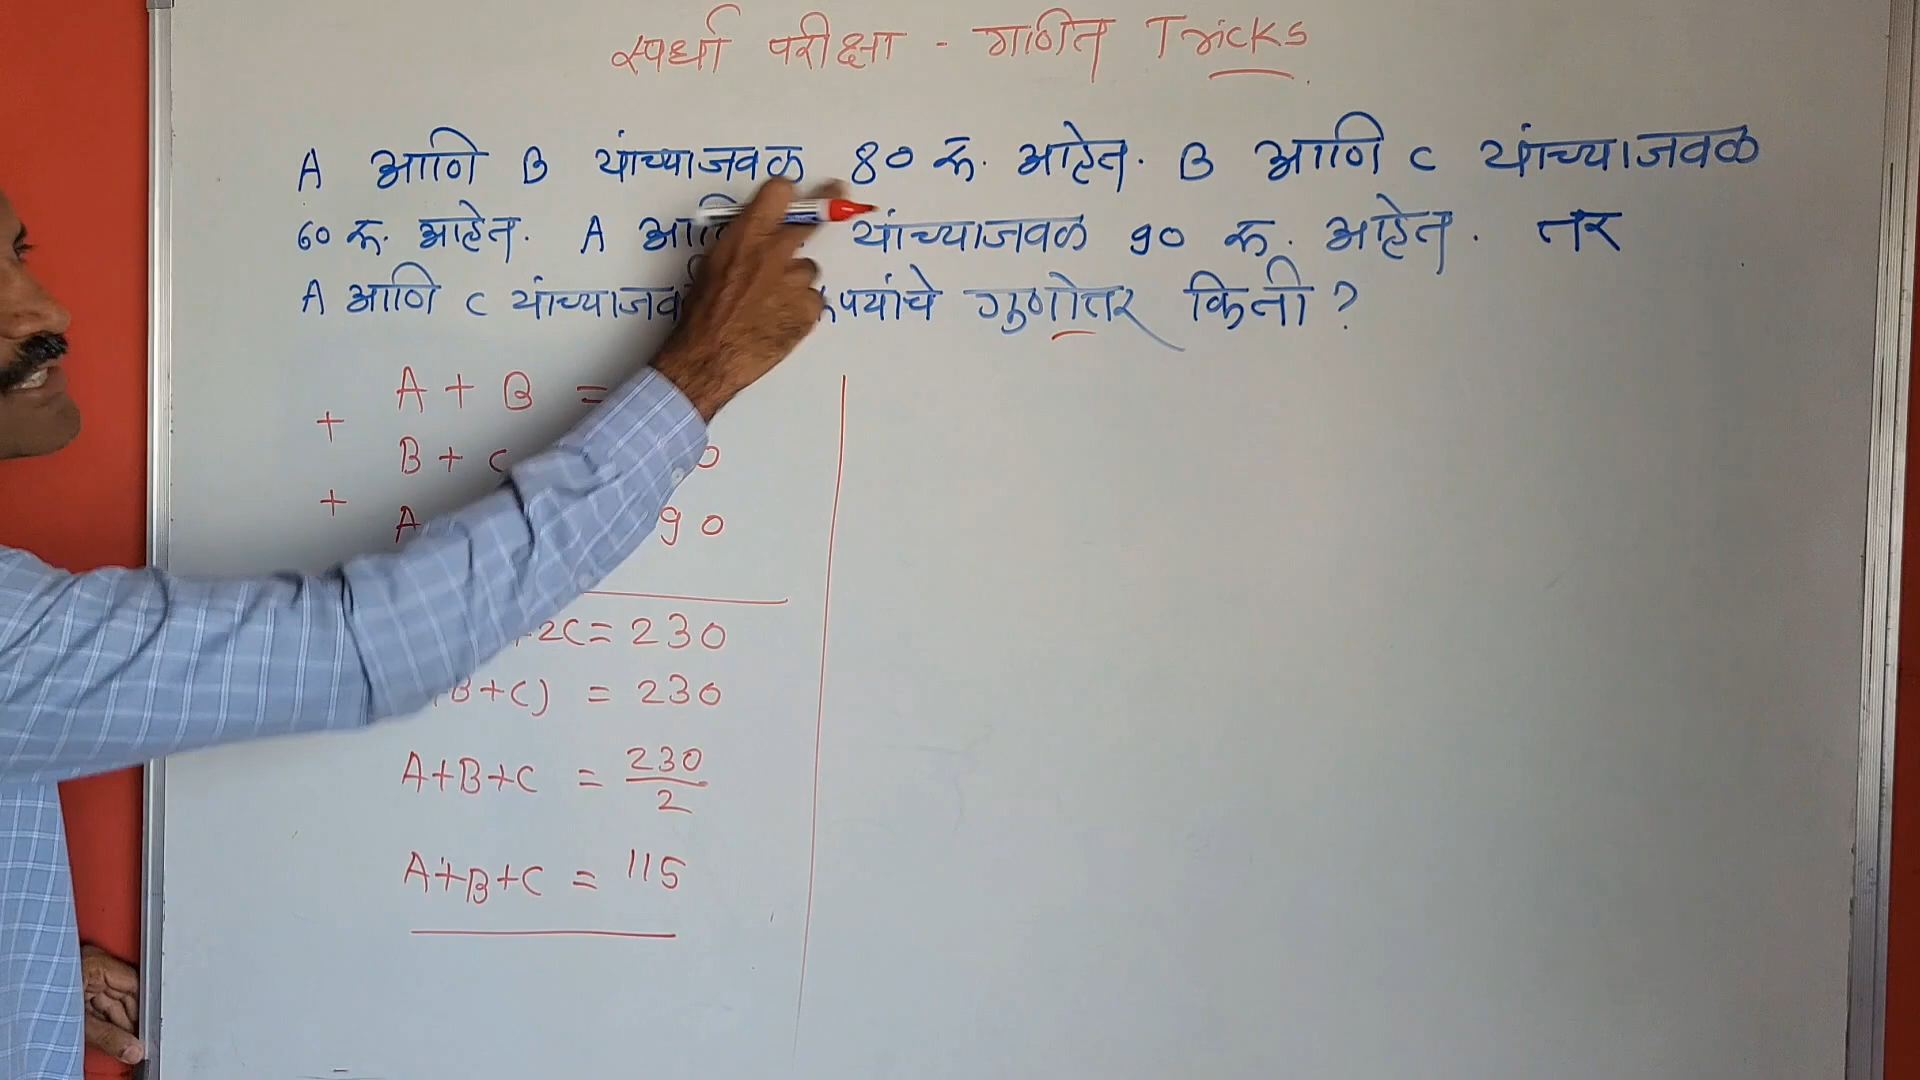 स्पर्धा परीक्षा - गणित Tricks
A आणि B यांच्याजवळ 80 रु. आहेत. B आणि C यांच्याजवळ
60 रु. आहेत. A यांच्याजवळ 90 रु. आहेत. तर
A आणि C गुणोत्तर किती ?
A + B =
+
B + C 0
+
A 90
+2C = 230
+B+C) = 230
A+B+C = 230/2
A+B+C = 115